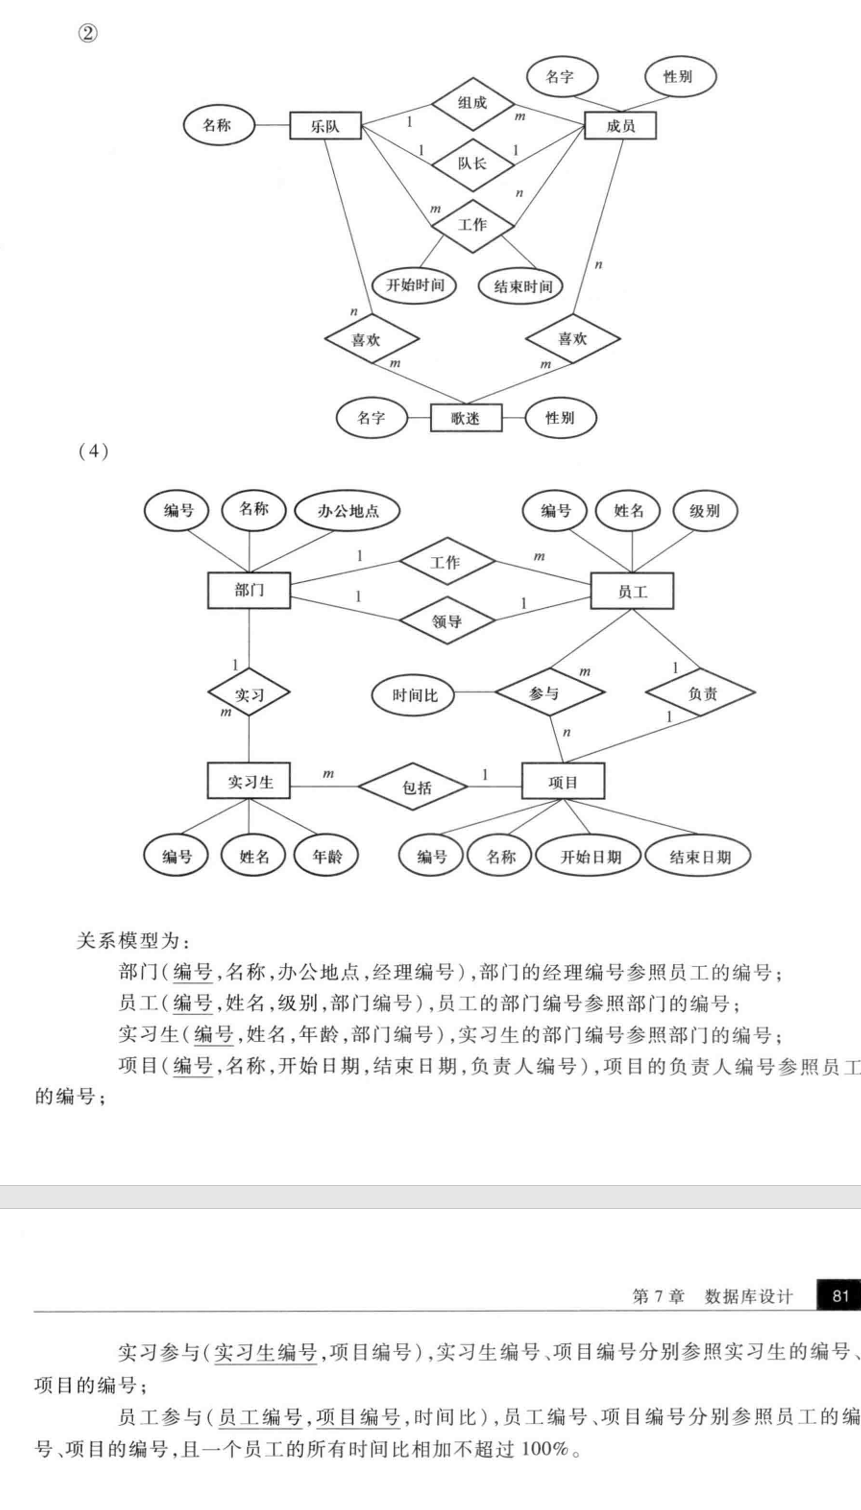 ②
名字 性别
名称 乐队 组成 成员
1 m
1 队长 1
m 工作 n
开始时间 结束时间
n
n
喜欢 喜欢
m m
名字 歌迷 性别
(4)
编号 名称 办公地点 编号 姓名 级别
1 工作 m
部门 员工
1 领导 1
1 m 1
实习 时间比 参与 负责
m n 1
实习生 m 包括 1 项目
编号 姓名 年龄 编号 名称 开始日期 结束日期
关系模型为:
部门(编号,名称,办公地点,经理编号),部门的经理编号参照员工的编号;
员工(编号,姓名,级别,部门编号),员工的部门编号参照部门的编号;
实习生(编号,姓名,年龄,部门编号),实习生的部门编号参照部门的编号;
项目(编号,名称,开始日期,结束日期,负责人编号),项目的负责人编号参照员工
的编号;
第 7 章 数据库设计 81
实习参与(实习生编号,项目编号),实习生编号、项目编号分别参照实习生的编号、
项目的编号;
员工参与(员工编号,项目编号,时间比),员工编号、项目编号分别参照员工的编
号、项目的编号,且一个员工的所有时间比相加不超过 100%。